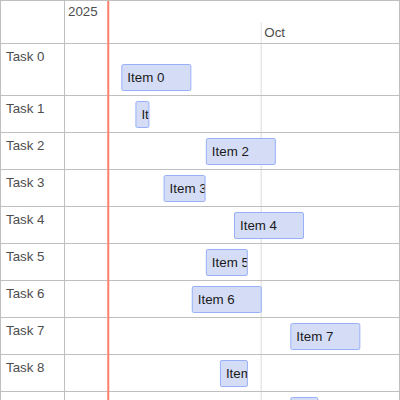 2025
Oct
Task 0
Item 0
Task 1
It
Task 2
Item 2
Task 3
Item 3
Task 4
Item 4
Task 5
Item 5
Task 6
Item 6
Task 7
Item 7
Task 8
Item